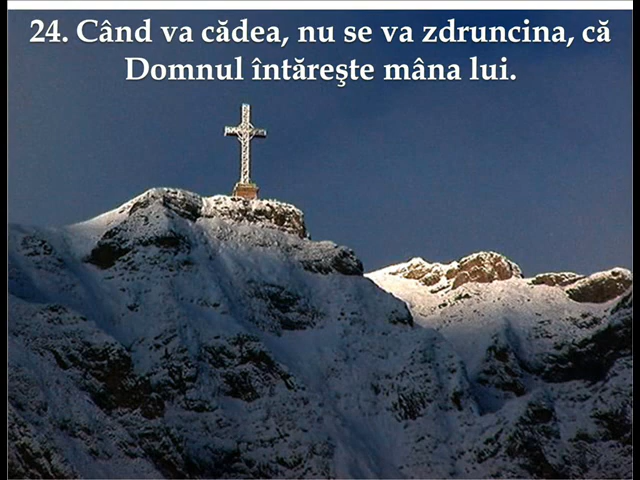 24. Când va cădea, nu se va zdruncina, că
Domnul întăreşte mâna lui.